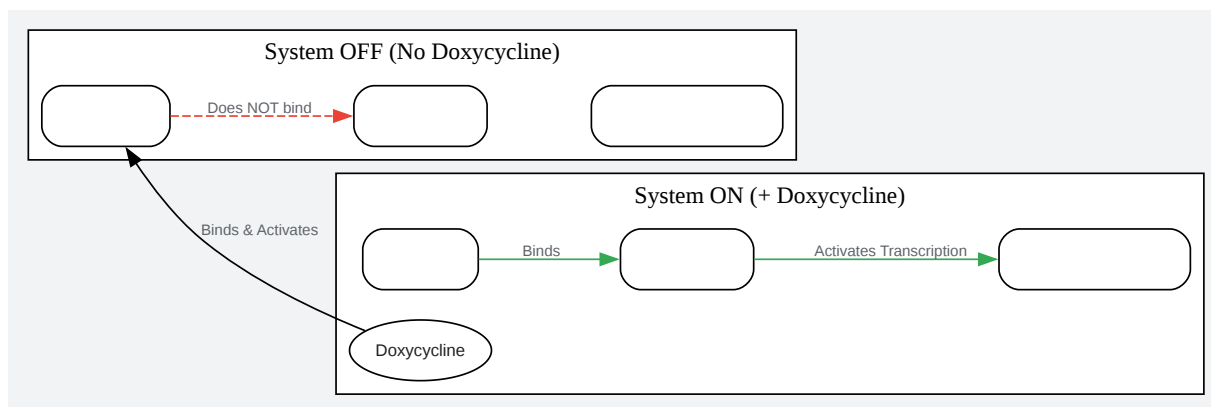 System OFF (No Doxycycline)
Does NOT bind
System ON (+ Doxycycline)
Binds & Activates
Binds
Activates Transcription
Doxycycline